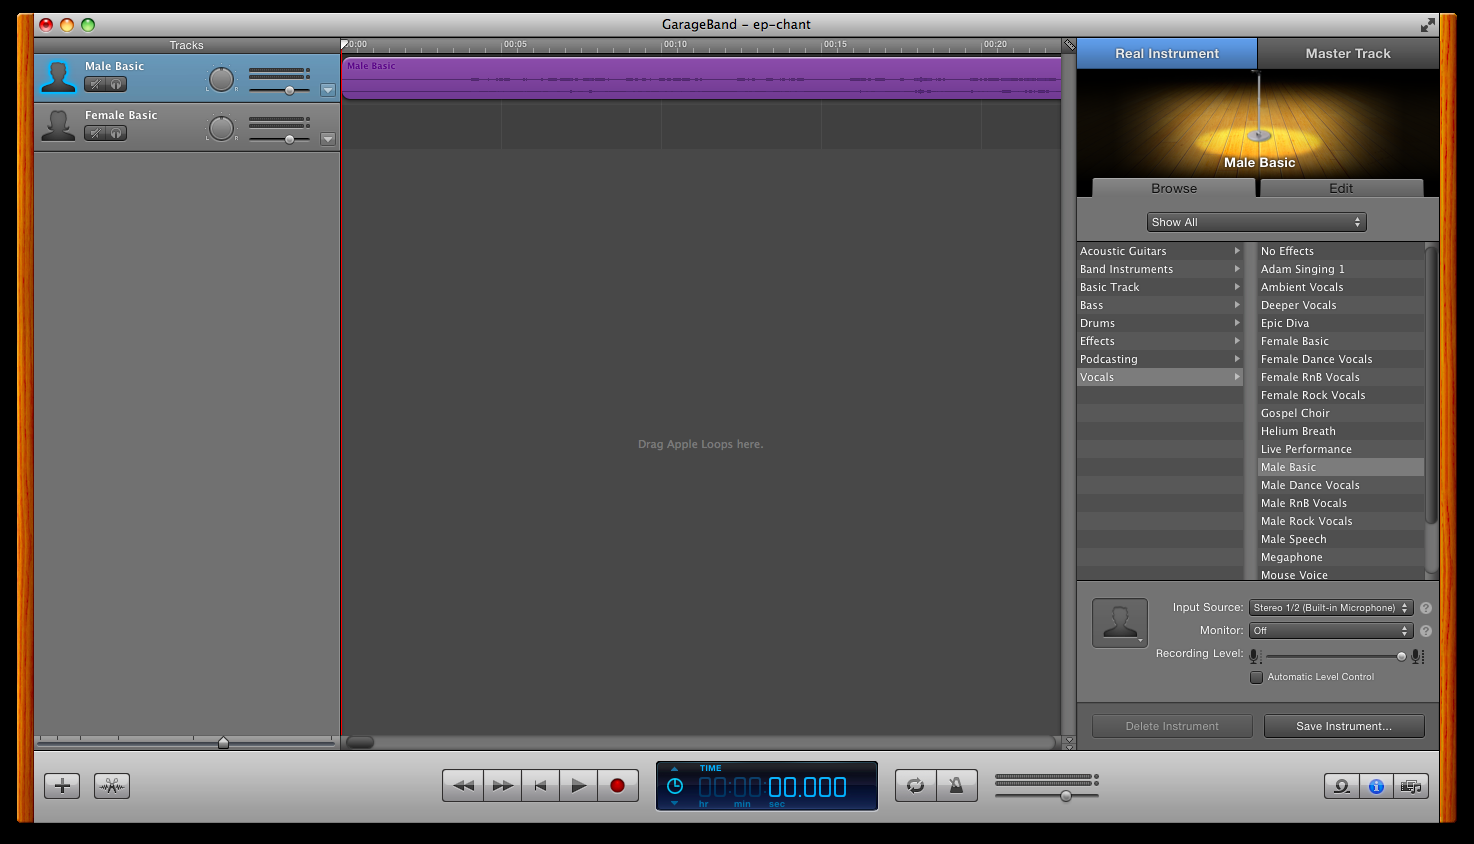 GarageBand - ep-chant
Tracks
0:00 00:05 00:10 00:15 00:20
Real Instrument
Master Track
Male Basic
L R
Male Basic
Female Basic
L R
Male Basic
Browse
Edit
Show All
Acoustic Guitars
Band Instruments
Basic Track
Bass
Drums
Effects
Podcasting
Vocals
No Effects
Adam Singing 1
Ambient Vocals
Deeper Vocals
Epic Diva
Female Basic
Female Dance Vocals
Female RnB Vocals
Female Rock Vocals
Gospel Choir
Helium Breath
Live Performance
Male Basic
Male Dance Vocals
Male RnB Vocals
Male Rock Vocals
Male Speech
Megaphone
Mouse Voice
Drag Apple Loops here.
Input Source: Stereo 1/2 (Built-in Microphone) ?
Monitor: Off ?
Recording Level:
Automatic Level Control
Delete Instrument
Save Instrument...
TIME
00:00:00.000
hr min sec